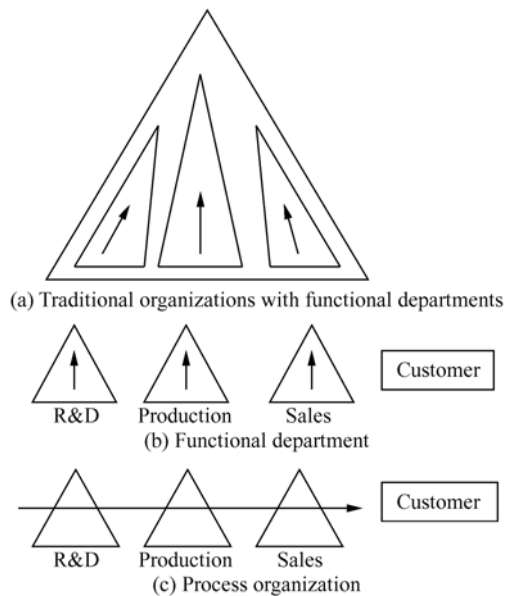 (a) Traditional organizations with functional departments
Customer
R&D Production Sales
(b) Functional department
Customer
R&D Production Sales
(c) Process organization